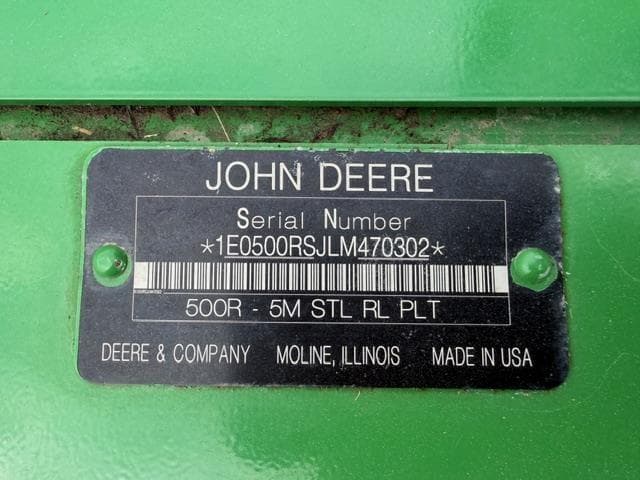 JOHN DEERE
Serial Number
*1E0500RSJLM470302*
500R - 5M STL RL PLT
DEERE & COMPANY MOLINE, ILLINOIS MADE IN USA